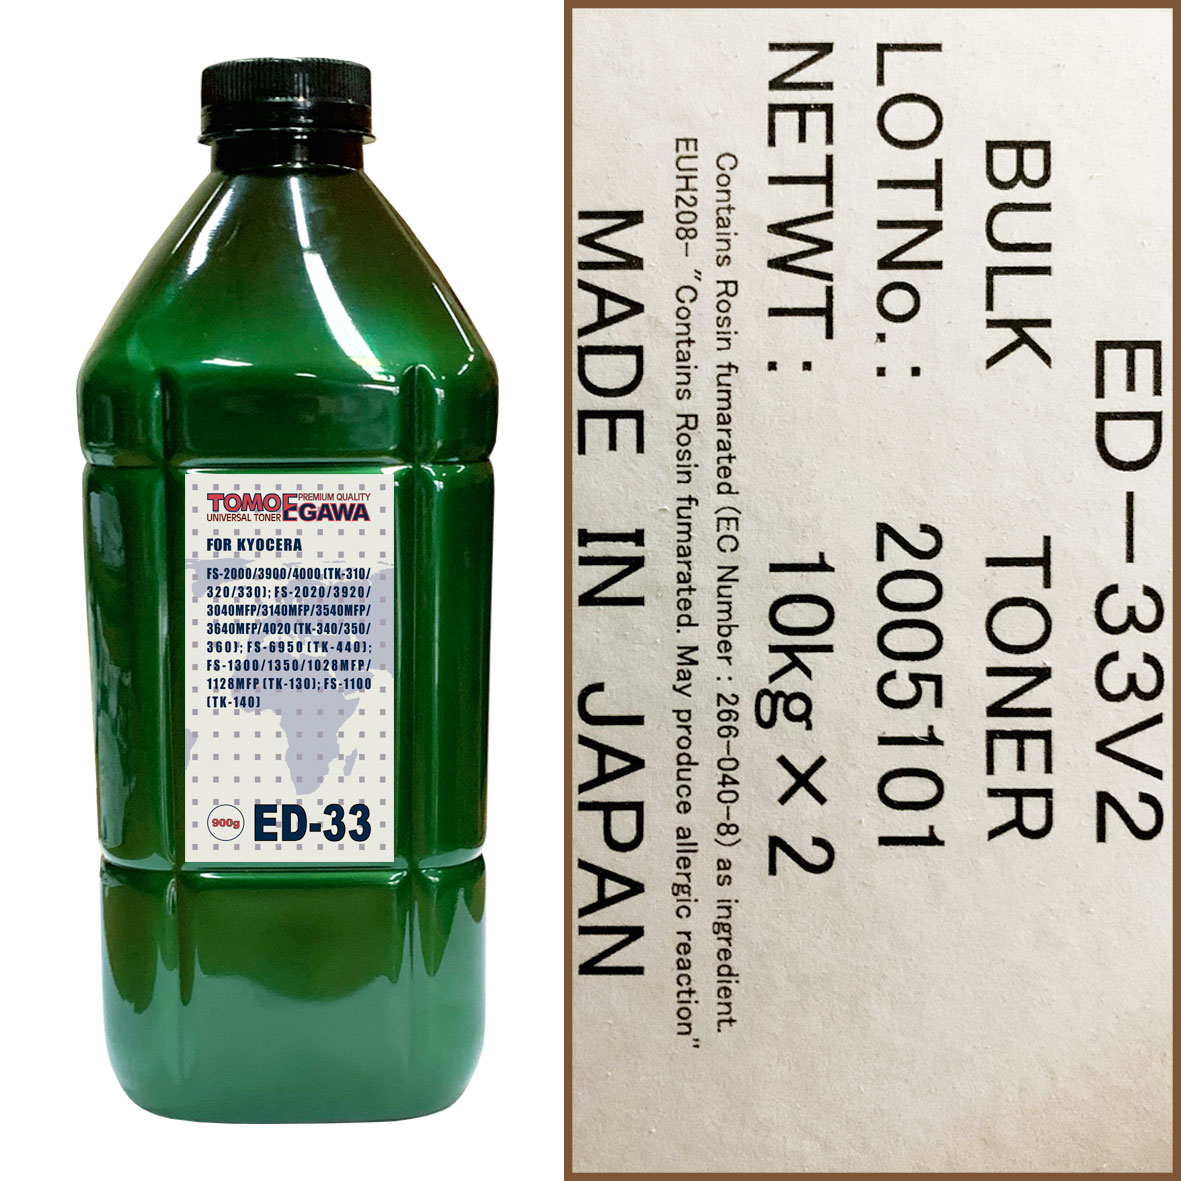 TOMOEGAWA
PREMIUM QUALITY
UNIVERSAL TONER
FOR KYOCERA
FS-2000/3900/4000 (TK-310/
320/330); FS-2020/3920/
3040MFP/3140MFP/3540MFP/
3640MFP/4020 (TK-340/350/
360); FS-6950 (TK-440);
FS-1300/1350/1028MFP/
1128MFP (TK-130); FS-1100
(TK-140)
900g
ED-33
ED-33V2
BULK TONER
LOTNo.: 2005101
NETWT: 10kg×2
Contains Rosin fumarated (EC Number : 266-040-8) as ingredient.
EUH208- "Contains Rosin fumarated. May produce allergic reaction"
MADE IN JAPAN